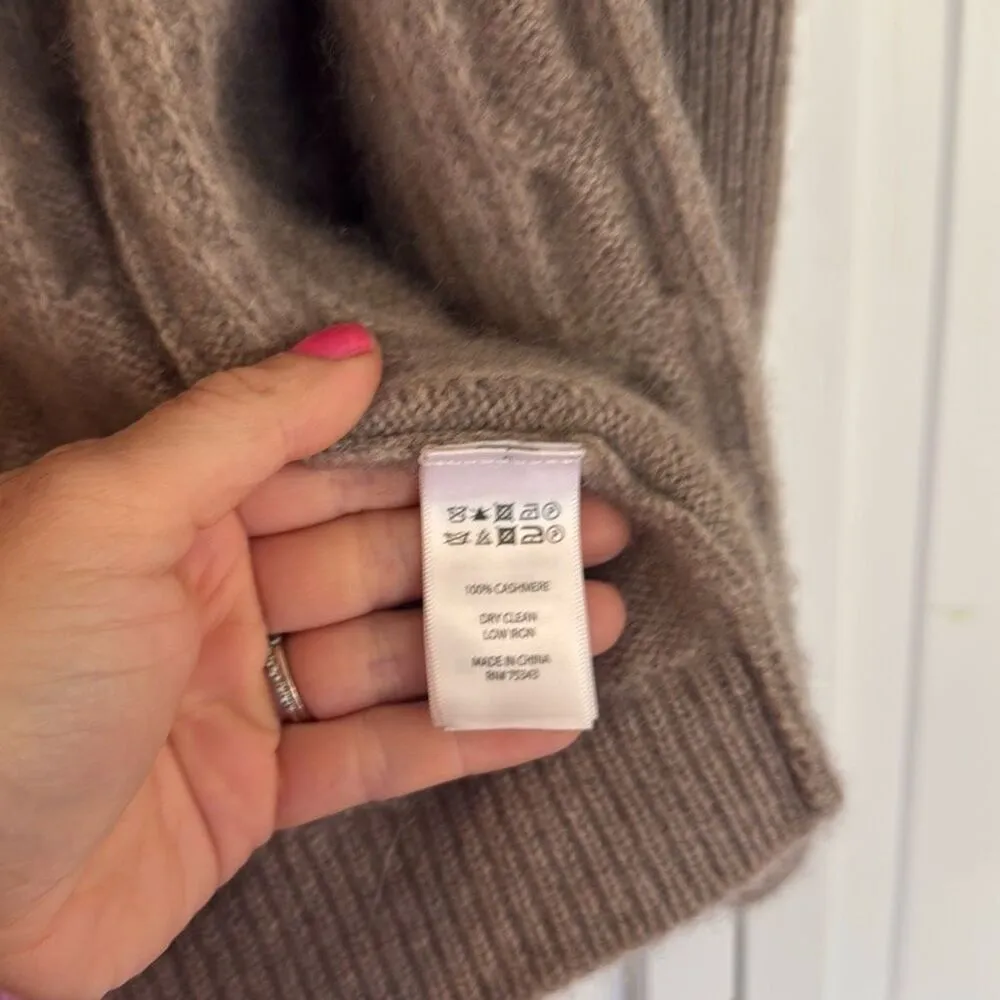 100% CASHMERE
DRY CLEAN
LOW IRON
MADE IN CHINA
RN# 75343